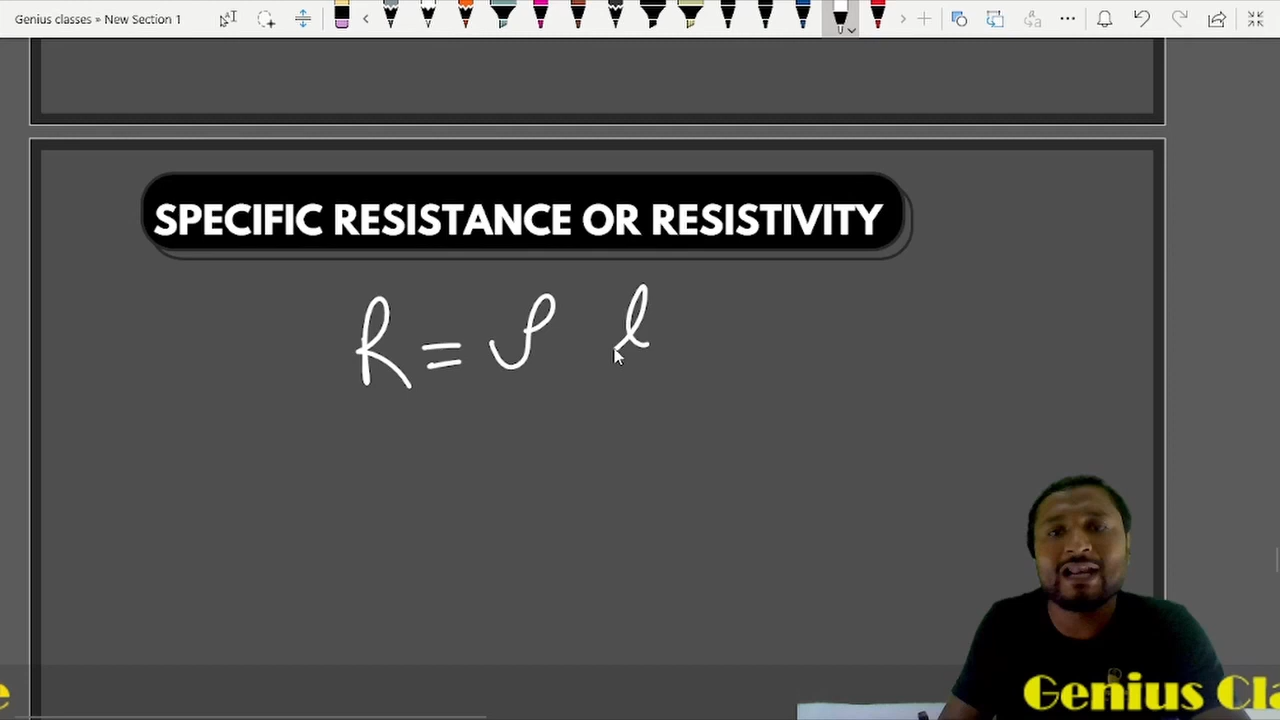 Genius classes » New Section 1
SPECIFIC RESISTANCE OR RESISTIVITY
R = ρ l
e
Genius Cla